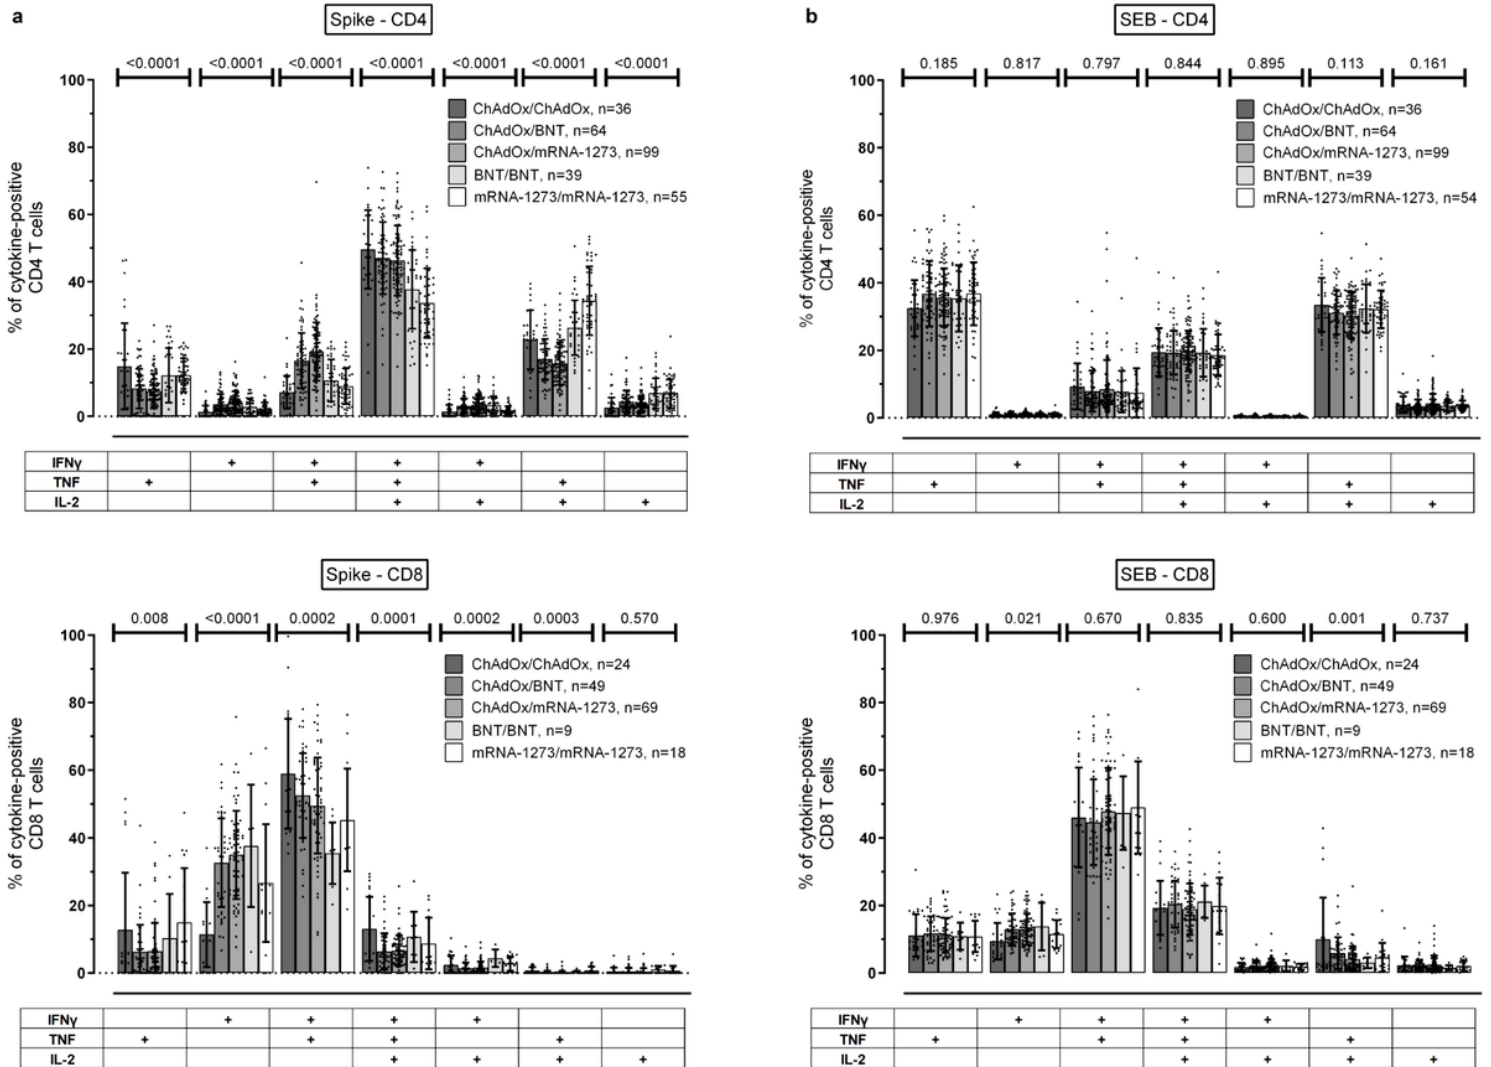 a
Spike - CD4
<0.0001 <0.0001 <0.0001 <0.0001 <0.0001 <0.0001 <0.0001
100
80
60
40
20
0
% of cytokine-positive
CD4 T cells
ChAdOx/ChAdOx, n=36
ChAdOx/BNT, n=64
ChAdOx/mRNA-1273, n=99
BNT/BNT, n=39
mRNA-1273/mRNA-1273, n=55
IFNγ + + + +
TNF + + + +
IL-2 + + + +
b
SEB - CD4
0.185 0.817 0.797 0.844 0.895 0.113 0.161
100
80
60
40
20
0
% of cytokine-positive
CD4 T cells
ChAdOx/ChAdOx, n=36
ChAdOx/BNT, n=64
ChAdOx/mRNA-1273, n=99
BNT/BNT, n=39
mRNA-1273/mRNA-1273, n=54
IFNγ + + + +
TNF + + + +
IL-2 + + + +
Spike - CD8
0.008 <0.0001 0.0002 0.0001 0.0002 0.0003 0.570
100
80
60
40
20
0
% of cytokine-positive
CD8 T cells
ChAdOx/ChAdOx, n=24
ChAdOx/BNT, n=49
ChAdOx/mRNA-1273, n=69
BNT/BNT, n=9
mRNA-1273/mRNA-1273, n=18
IFNγ + + + +
TNF + + + +
IL-2 + + + +
SEB - CD8
0.976 0.021 0.670 0.835 0.600 0.001 0.737
100
80
60
40
20
0
% of cytokine-positive
CD8 T cells
ChAdOx/ChAdOx, n=24
ChAdOx/BNT, n=49
ChAdOx/mRNA-1273, n=69
BNT/BNT, n=9
mRNA-1273/mRNA-1273, n=18
IFNγ + + + +
TNF + + + +
IL-2 + + + +